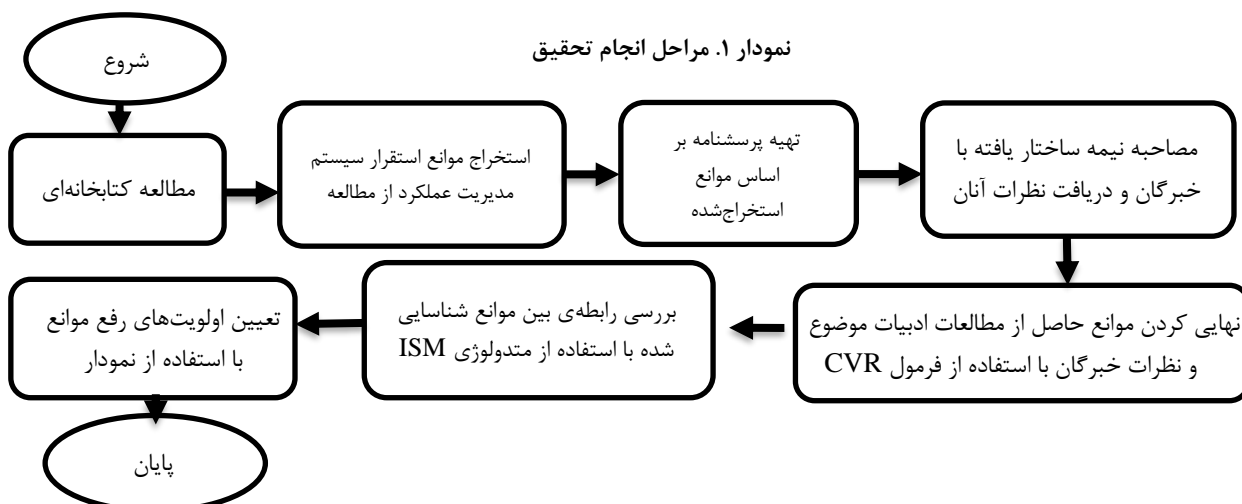 نمودار ۱. مراحل انجام تحقیق
شروع
مطالعه کتابخانه‌ای
استخراج موانع استقرار سیستم
مدیریت عملکرد از مطالعه
تهیه پرسشنامه بر
اساس موانع
استخراج‌شده
مصاحبه نیمه ساختار یافته با
خبرگان و دریافت نظرات آنان
نهایی کردن موانع حاصل از مطالعات ادبیات موضوع
و نظرات خبرگان با استفاده از فرمول CVR
بررسی رابطه‌ی بین موانع شناسایی
شده با استفاده از متدولوژی ISM
تعیین اولویت‌های رفع موانع
با استفاده از نمودار
پایان